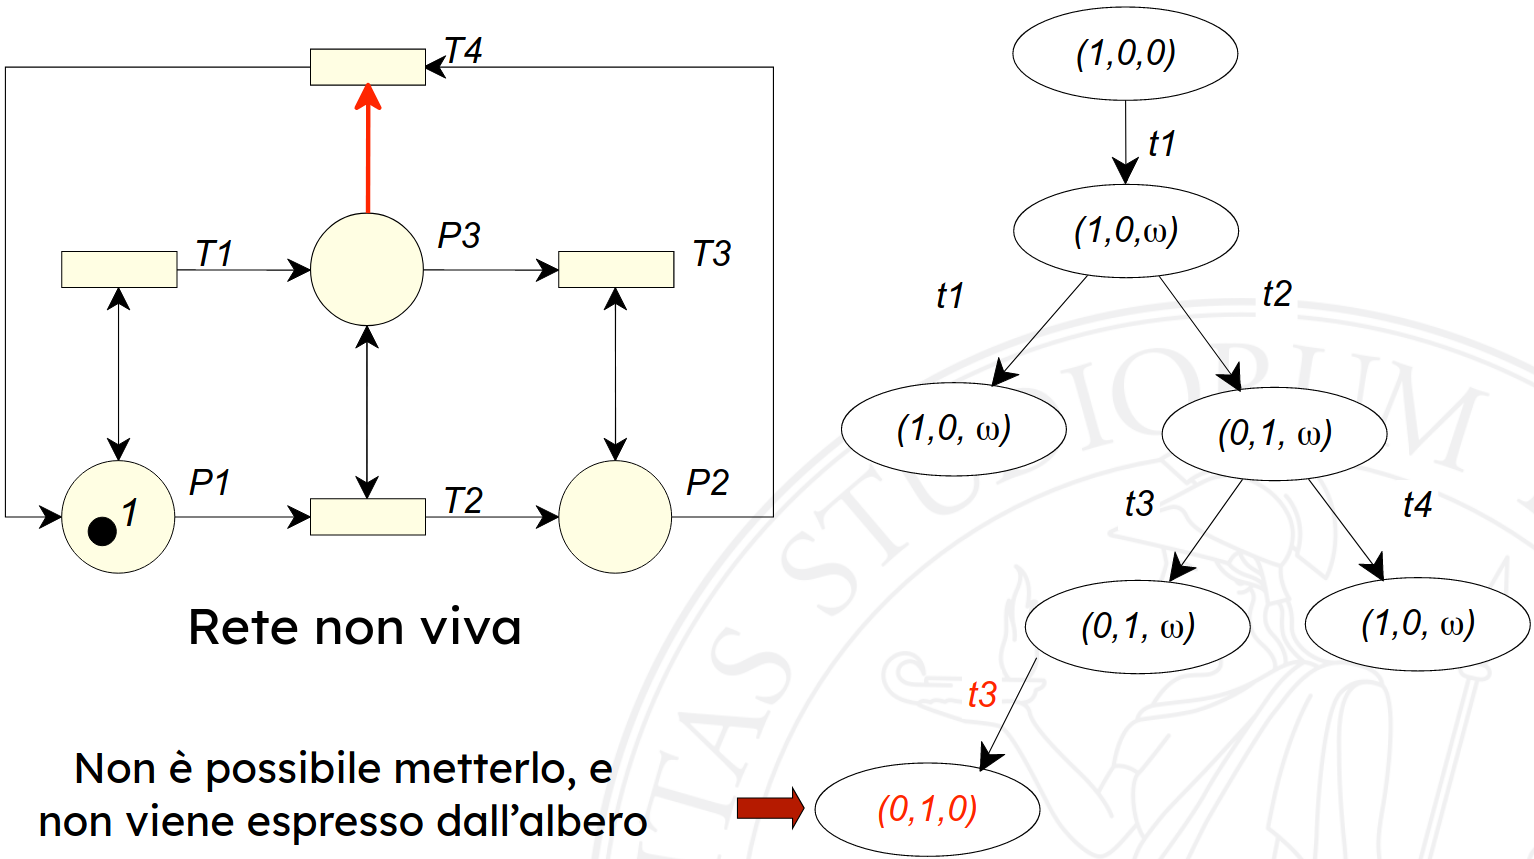 T4
(1,0,0)
t1
T1
P3
T3
(1,0,ω)
t1
t2
(1,0, ω)
(0,1, ω)
1
P1
T2
P2
t3
t4
Rete non viva
(0,1, ω)
(1,0, ω)
t3
Non è possibile metterlo, e
non viene espresso dall'albero
(0,1,0)
STUDIORUM
TAS